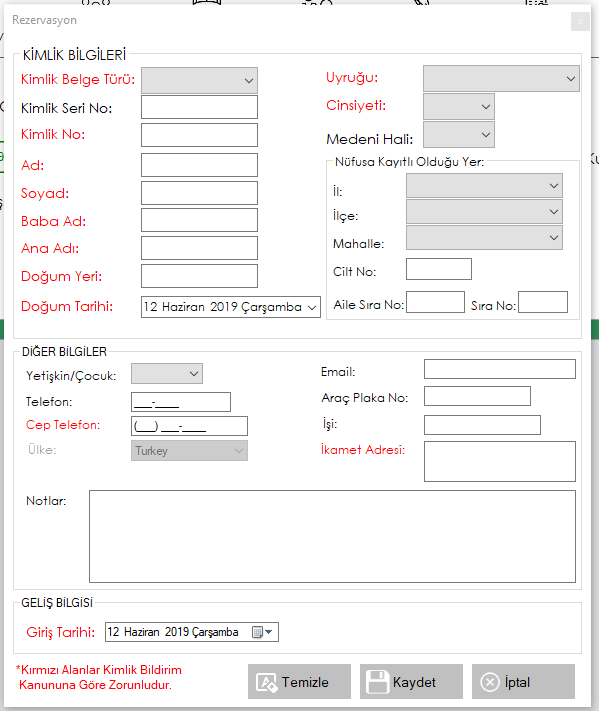 Rezervasyon
KİMLİK BİLGİLERİ
Kimlik Belge Türü:
Kimlik Seri No:
Kimlik No:
Ad:
Soyad:
Baba Ad:
Ana Adı:
Doğum Yeri:
Doğum Tarihi: 12 Haziran 2019 Çarşamba
Uyruğu:
Cinsiyeti:
Medeni Hali:
Nüfusa Kayıtlı Olduğu Yer:
İl:
İlçe:
Mahalle:
Cilt No:
Aile Sıra No: Sıra No:
DİĞER BİLGİLER
Yetişkin/Çocuk:
Telefon: ___-____
Cep Telefon: (___) ___-____
Ülke: Turkey
Email:
Araç Plaka No:
İşi:
İkamet Adresi:
Notlar:
GELİŞ BİLGİSİ
Giriş Tarihi: 12 Haziran 2019 Çarşamba
*Kırmızı Alanlar Kimlik Bildirim
Kanununa Göre Zorunludur.
Temizle Kaydet İptal